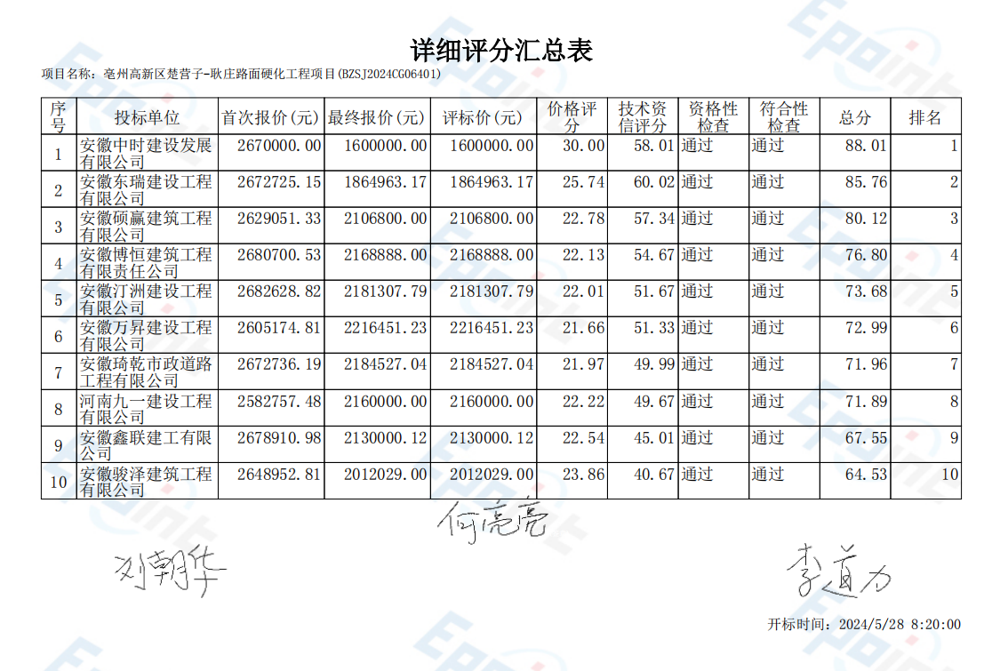 详细评分汇总表
项目名称：亳州高新区楚营子-耿庄路面硬化工程项目(BZSJ2024CG06401)
序号 投标单位 首次报价(元) 最终报价(元) 评标价(元) 价格评分 技术资信评分 资格性检查 符合性检查 总分 排名
1 安徽中时建设发展有限公司 2670000.00 1600000.00 1600000.00 30.00 58.01 通过 通过 88.01 1
2 安徽东瑞建设工程有限公司 2672725.15 1864963.17 1864963.17 25.74 60.02 通过 通过 85.76 2
3 安徽硕赢建筑工程有限公司 2629051.33 2106800.00 2106800.00 22.78 57.34 通过 通过 80.12 3
4 安徽博恒建筑工程有限责任公司 2680700.53 2168888.00 2168888.00 22.13 54.67 通过 通过 76.80 4
5 安徽汀洲建设工程有限公司 2682628.82 2181307.79 2181307.79 22.01 51.67 通过 通过 73.68 5
6 安徽万昇建设工程有限公司 2605174.81 2216451.23 2216451.23 21.66 51.33 通过 通过 72.99 6
7 安徽琦乾市政道路工程有限公司 2672736.19 2184527.04 2184527.04 21.97 49.99 通过 通过 71.96 7
8 河南九一建设工程有限公司 2582757.48 2160000.00 2160000.00 22.22 49.67 通过 通过 71.89 8
9 安徽鑫联建工有限公司 2678910.98 2130000.12 2130000.12 22.54 45.01 通过 通过 67.55 9
10 安徽骏泽建筑工程有限公司 2648952.81 2012029.00 2012029.00 23.86 40.67 通过 通过 64.53 10
何亮亮
刘朝华
李道力
开标时间：2024/5/28 8:20:00
Epoint